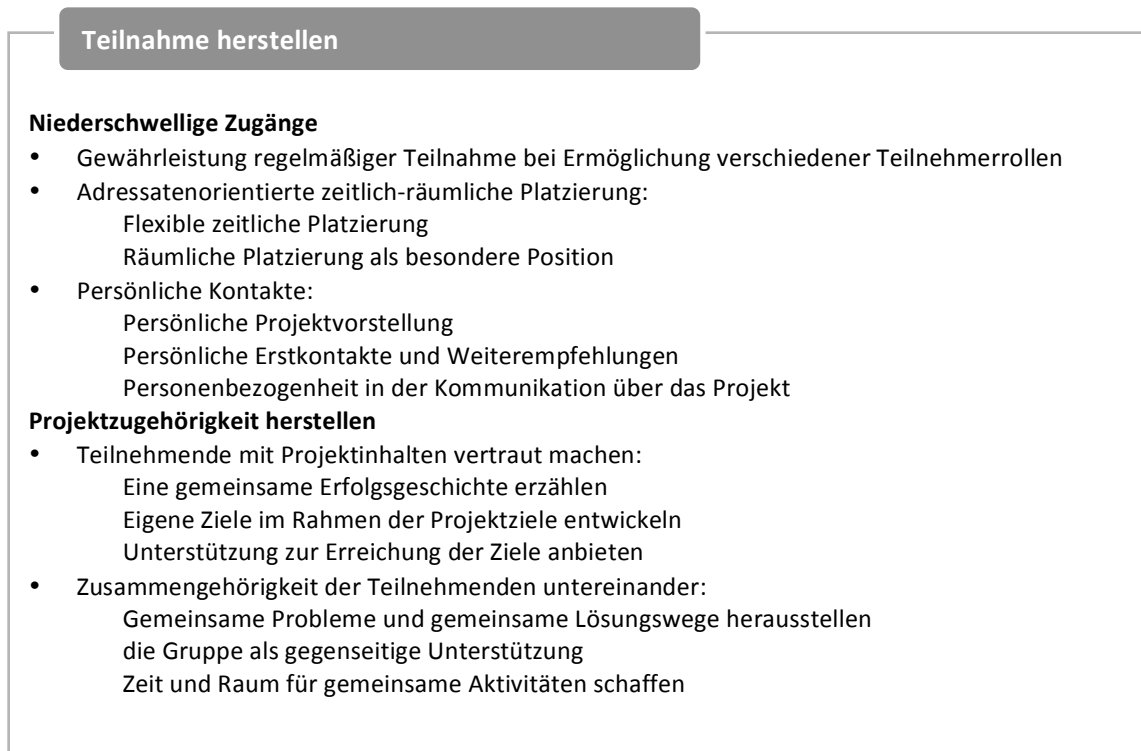 Teilnahme herstellen
Niederschwellige Zugänge
• Gewährleistung regelmäßiger Teilnahme bei Ermöglichung verschiedener Teilnehmerrollen
• Adressatenorientierte zeitlich-räumliche Platzierung:
Flexible zeitliche Platzierung
Räumliche Platzierung als besondere Position
• Persönliche Kontakte:
Persönliche Projektvorstellung
Persönliche Erstkontakte und Weiterempfehlungen
Personenbezogenheit in der Kommunikation über das Projekt
Projektzugehörigkeit herstellen
• Teilnehmende mit Projektinhalten vertraut machen:
Eine gemeinsame Erfolgsgeschichte erzählen
Eigene Ziele im Rahmen der Projektziele entwickeln
Unterstützung zur Erreichung der Ziele anbieten
• Zusammengehörigkeit der Teilnehmenden untereinander:
Gemeinsame Probleme und gemeinsame Lösungswege herausstellen
die Gruppe als gegenseitige Unterstützung
Zeit und Raum für gemeinsame Aktivitäten schaffen